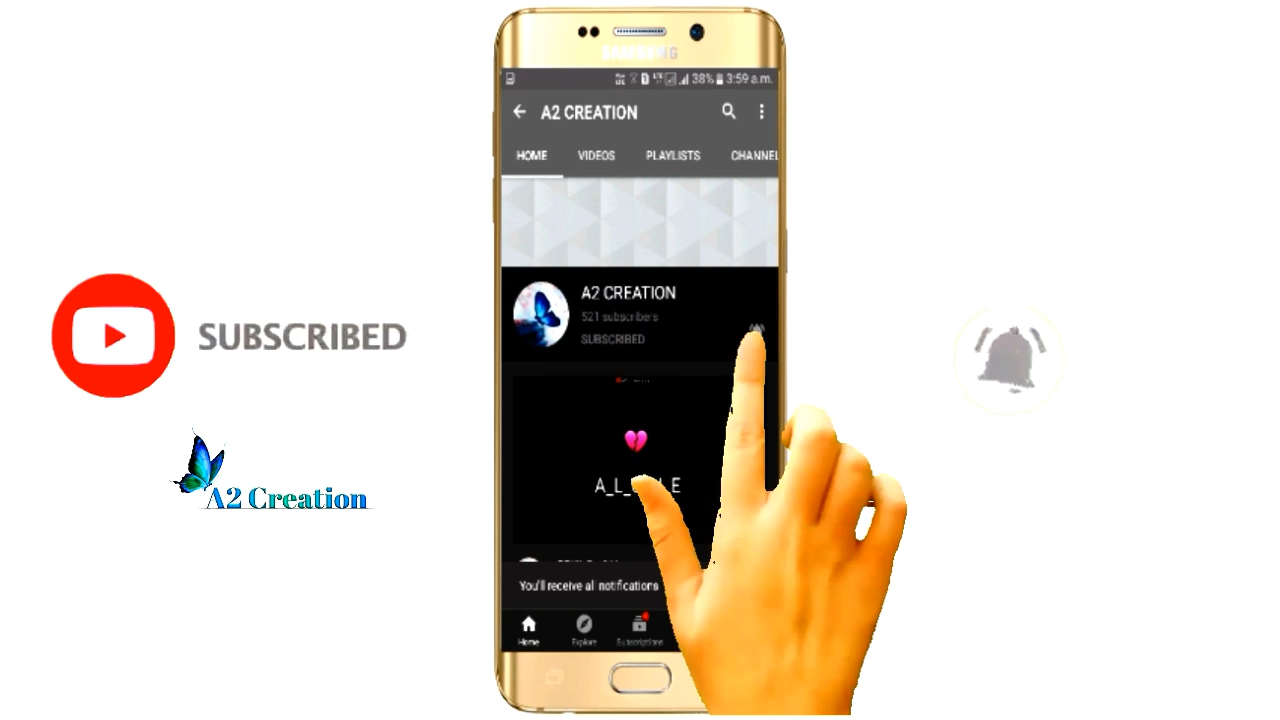 SAMSUNG
38% 3:59 a.m.
A2 CREATION
HOME VIDEOS PLAYLISTS CHANNEL
A2 CREATION
521 subscribers
SUBSCRIBED
SUBSCRIBED
A2 Creation
You'll receive all notifications
Home Explore Subscriptions